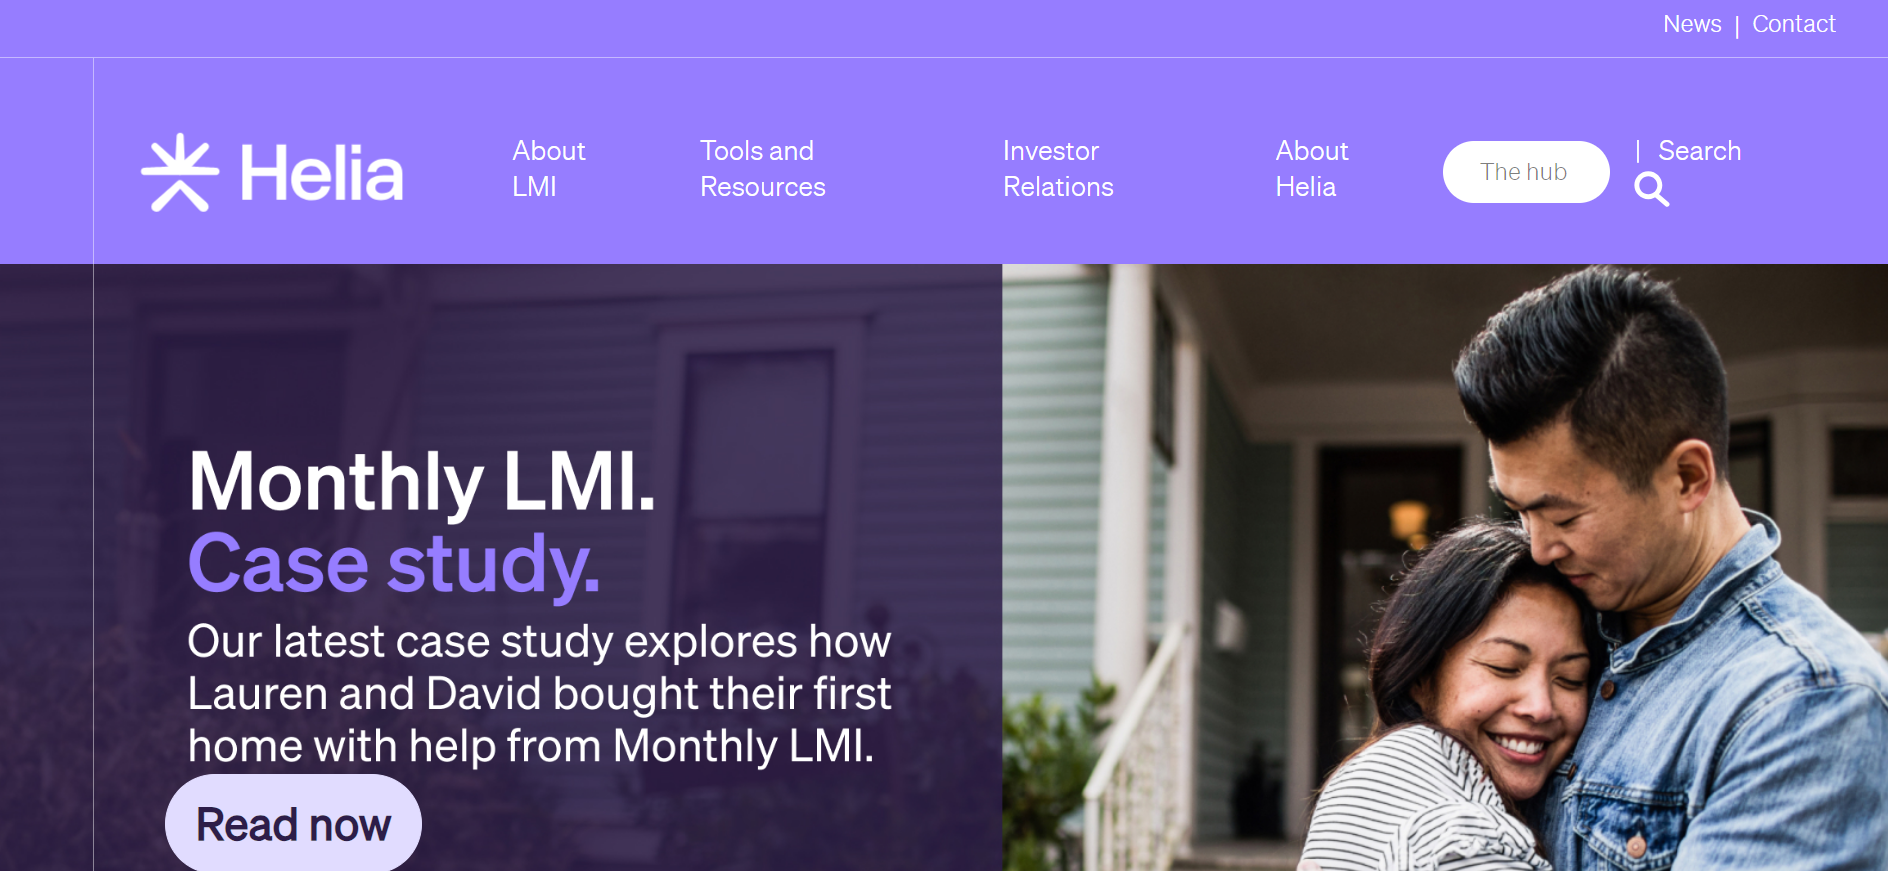 News | Contact
Helia
About
LMI
Tools and
Resources
Investor
Relations
About
Helia
The hub
| Search
Monthly LMI.
Case study.
Our latest case study explores how
Lauren and David bought their first
home with help from Monthly LMI.
Read now